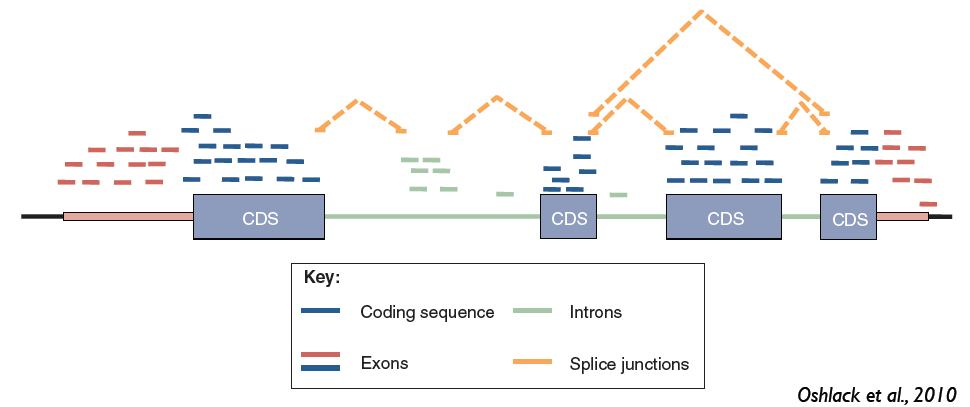 CDS CDS CDS CDS
Key:
Coding sequence Introns
Exons Splice junctions
Oshlack et al., 2010